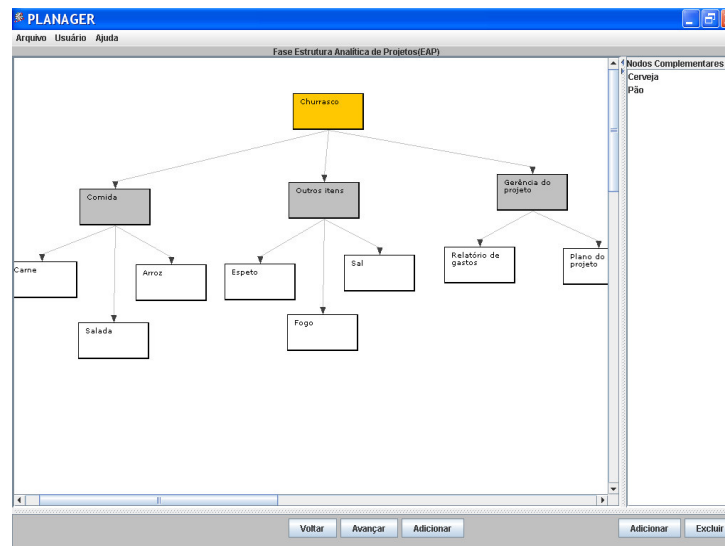 PLANAGER
Arquivo Usuário Ajuda
Fase Estrutura Analítica de Projetos(EAP)
Nodos Complementares
Cerveja
Pão
Churrasco
Comida
Outros itens
Gerência do
projeto
Carne
Arroz
Espeto
Sal
Relatório de
gastos
Plano do
projeto
Salada
Fogo
Voltar Avançar Adicionar Adicionar Excluir